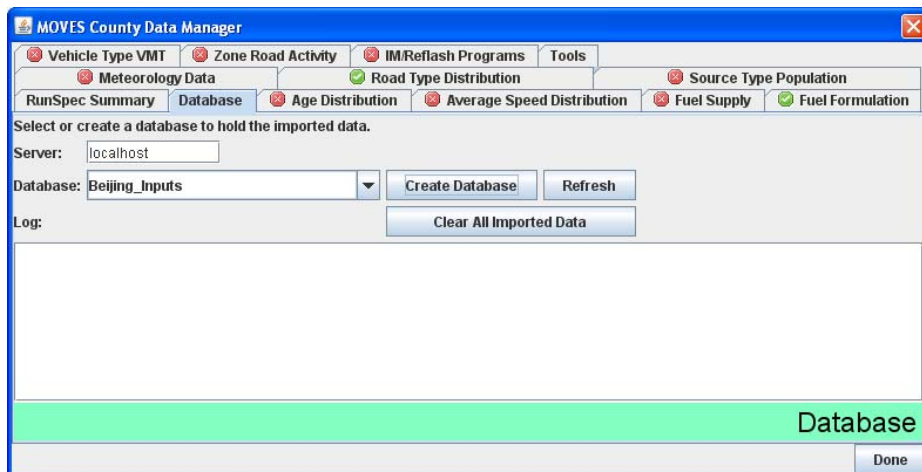 MOVES County Data Manager
Vehicle Type VMT Zone Road Activity IM/Reflash Programs Tools
Meteorology Data Road Type Distribution Source Type Population
RunSpec Summary Database Age Distribution Average Speed Distribution Fuel Supply Fuel Formulation
Select or create a database to hold the imported data.
Server: localhost
Database: Beijing_Inputs Create Database Refresh
Log: Clear All Imported Data
Database
Done